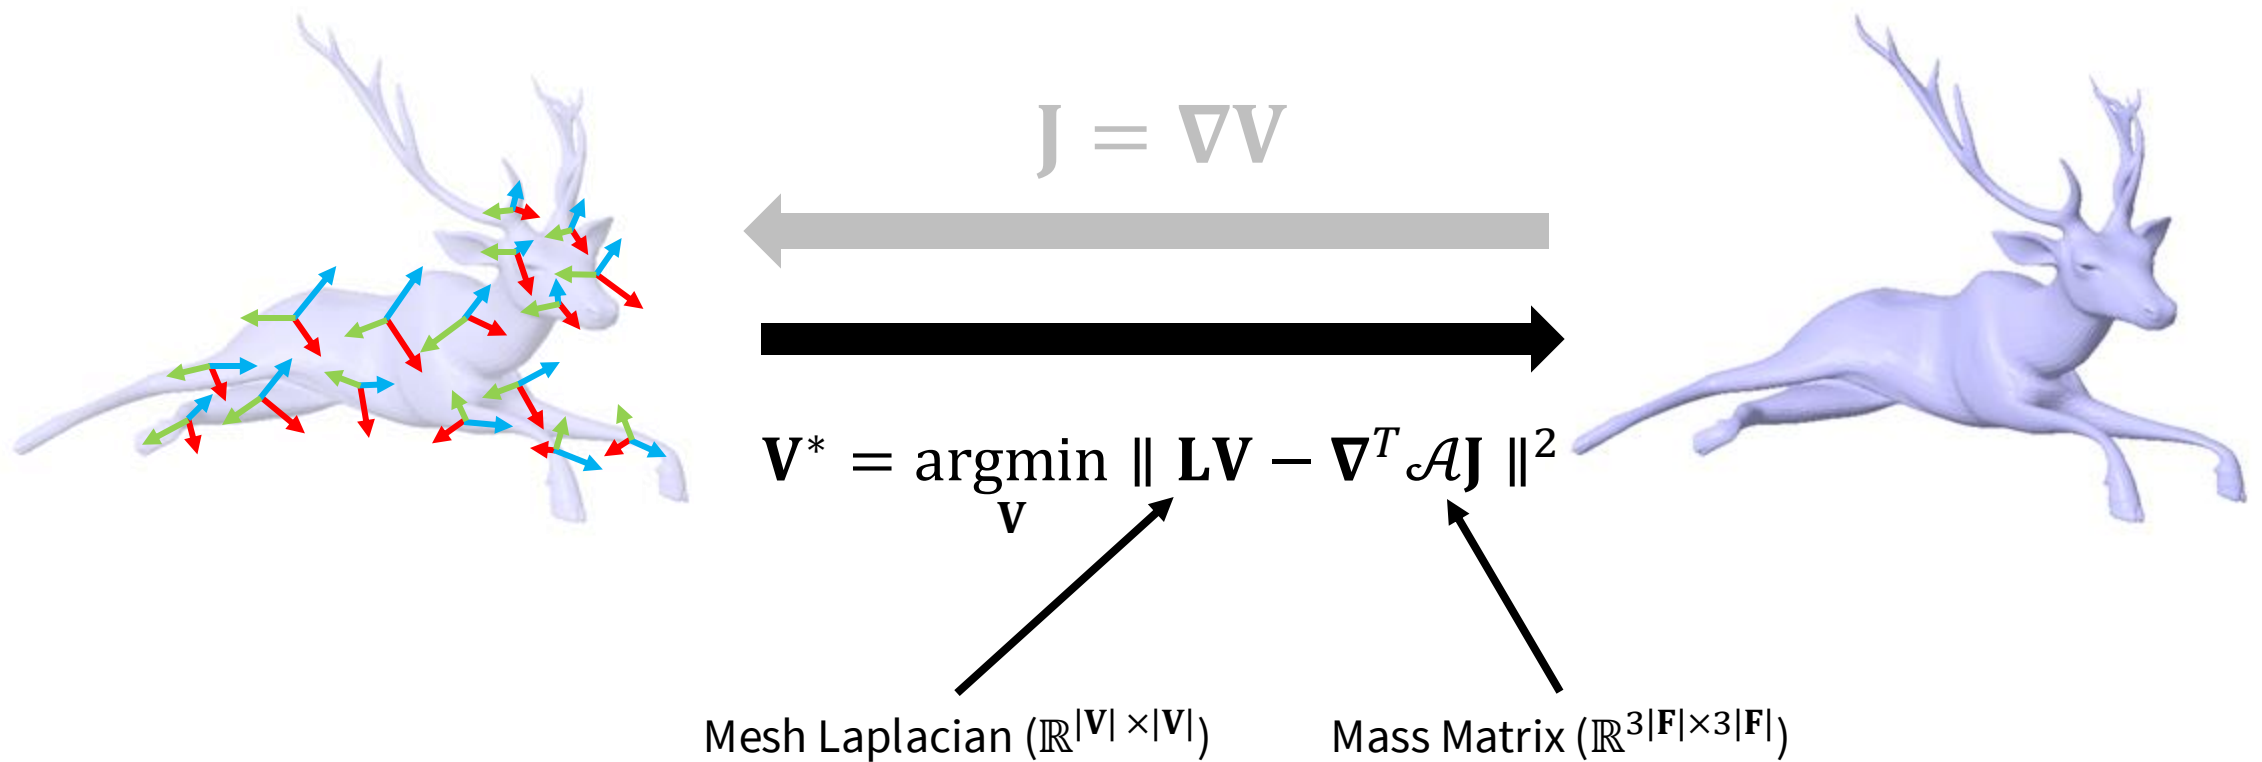 J = ∇V
V* = argmin ‖ LV − ∇ᵀ𝒜J ‖²
V
Mesh Laplacian (ℝ^{|V| ×|V|})
Mass Matrix (ℝ^{3|F|×3|F|})